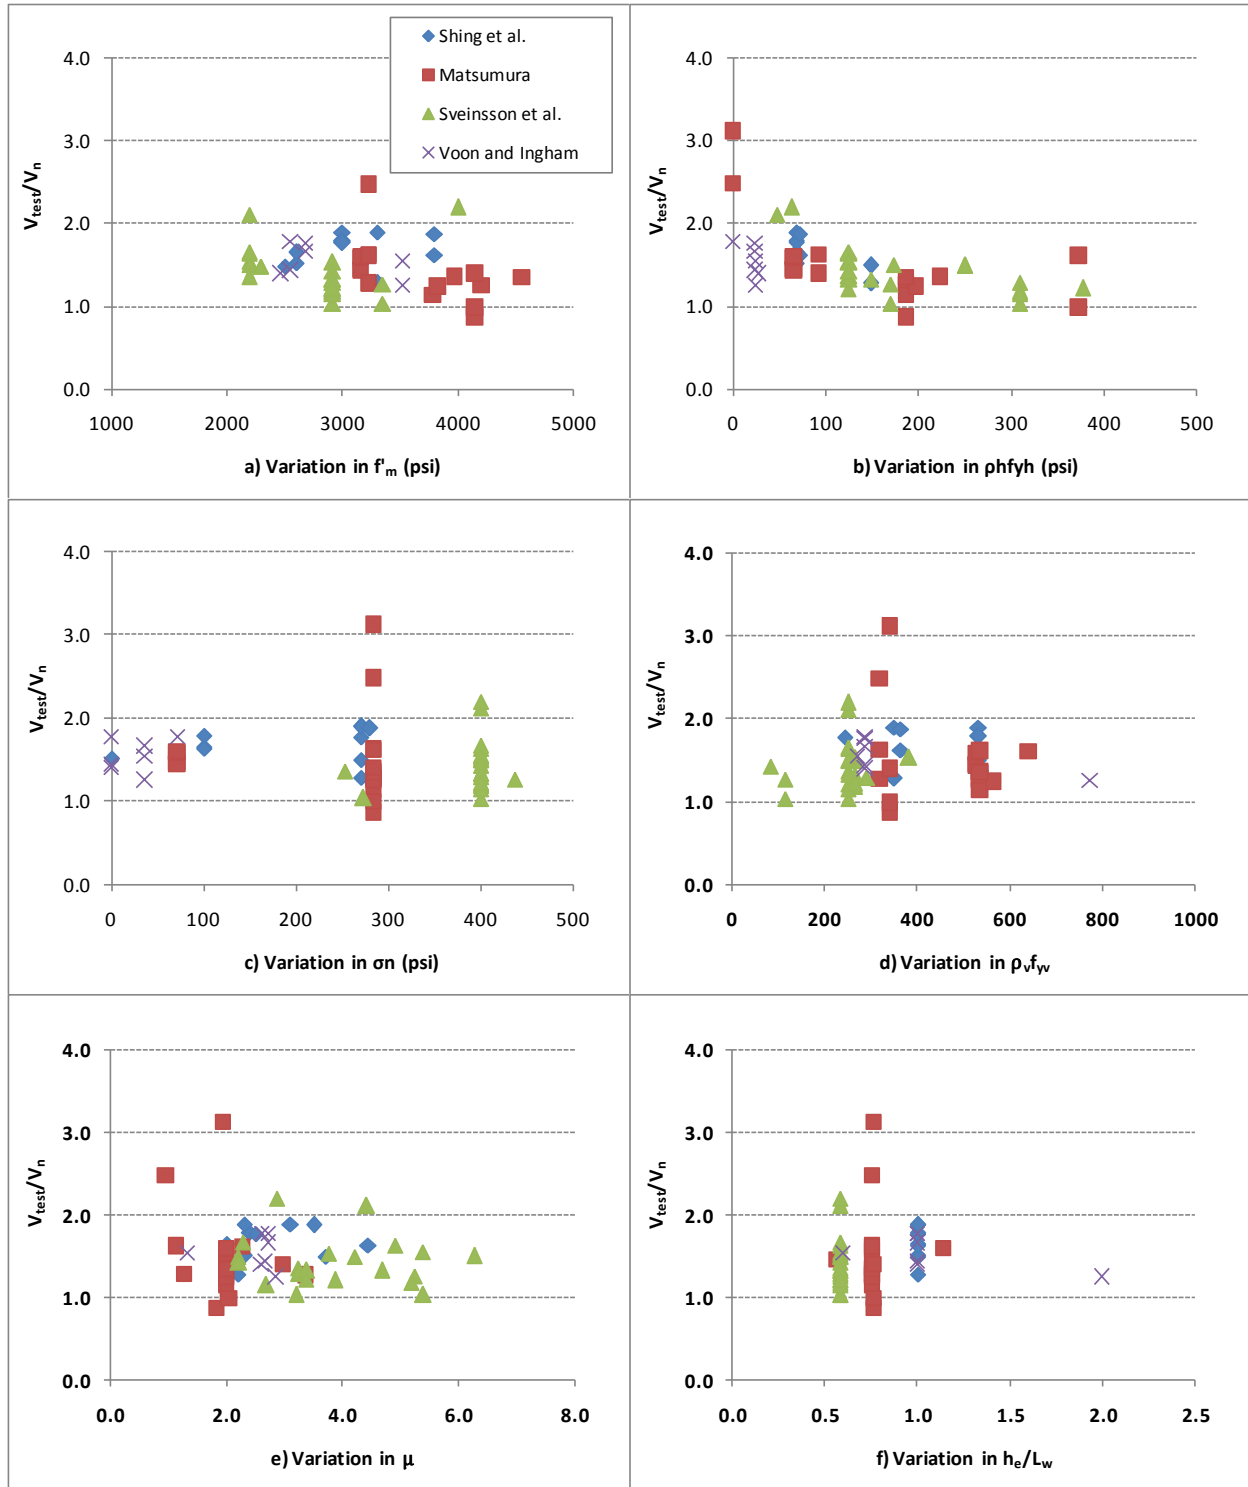 Shing et al.
Matsumura
Sveinsson et al.
Voon and Ingham
4.0
3.0
2.0
1.0
0.0
Vtest/Vn
1000 2000 3000 4000 5000
a) Variation in f'm (psi)
4.0
3.0
2.0
1.0
0.0
Vtest/Vn
0 100 200 300 400 500
b) Variation in ρhfyh (psi)
4.0
3.0
2.0
1.0
0.0
Vtest/Vn
0 100 200 300 400 500
c) Variation in σn (psi)
4.0
3.0
2.0
1.0
0.0
Vtest/Vn
0 200 400 600 800 1000
d) Variation in ρvfyv
4.0
3.0
2.0
1.0
0.0
Vtest/Vn
0.0 2.0 4.0 6.0 8.0
e) Variation in μ
4.0
3.0
2.0
1.0
0.0
Vtest/Vn
0.0 0.5 1.0 1.5 2.0 2.5
f) Variation in he/Lw